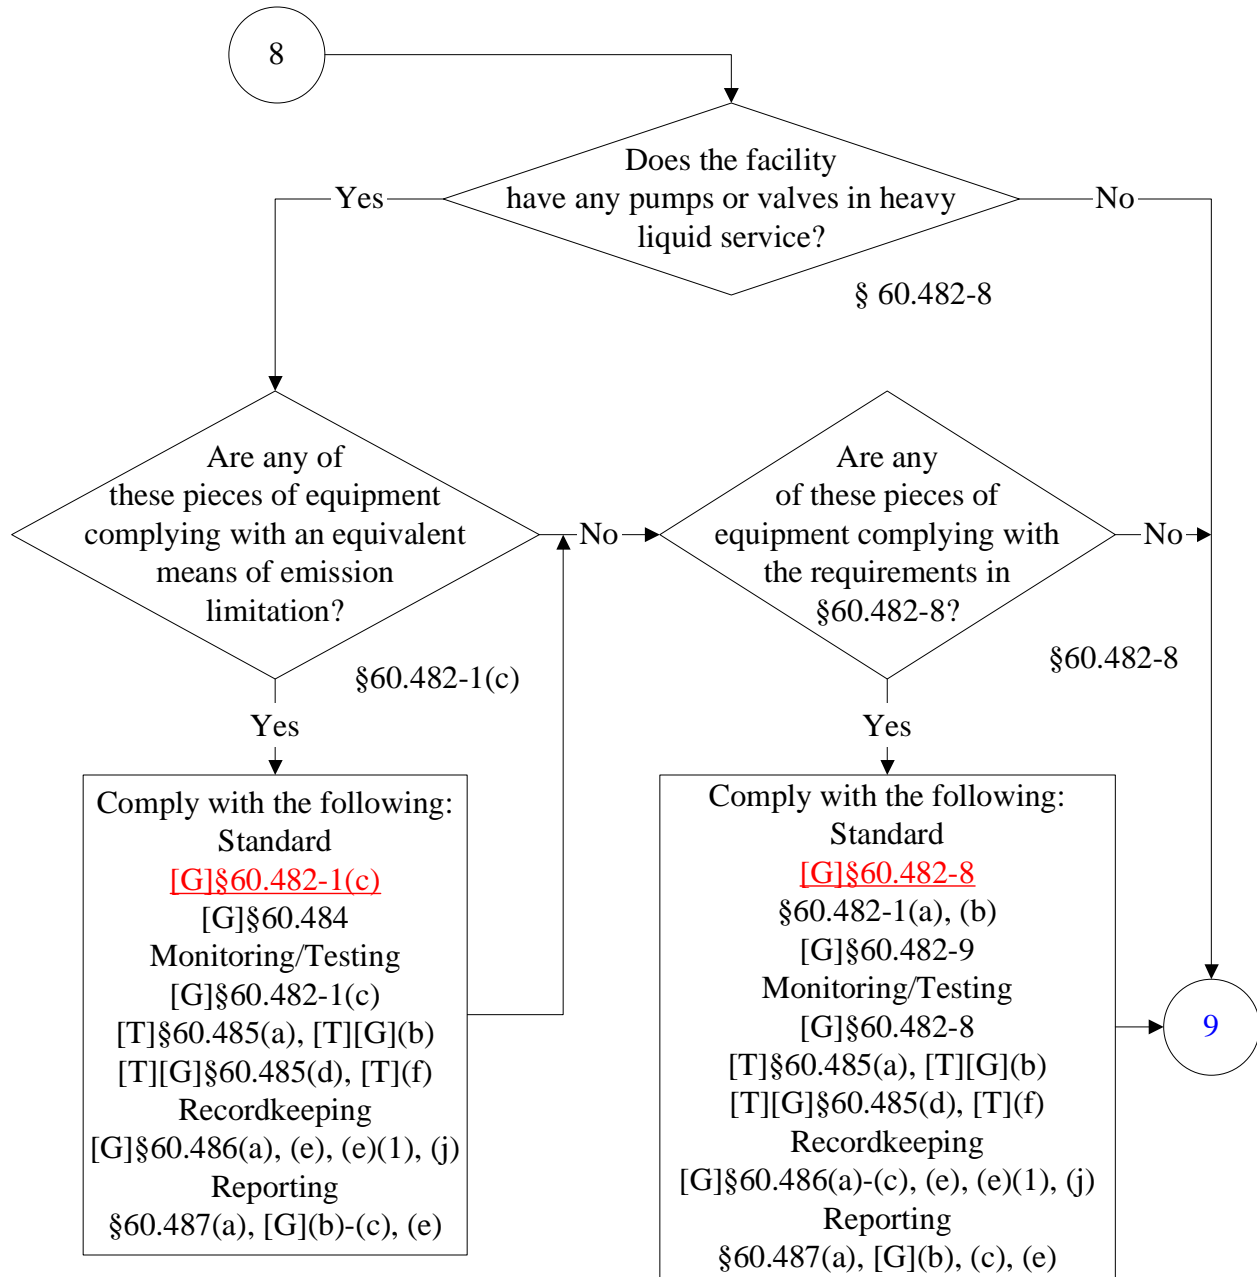 8
Does the facility
have any pumps or valves in heavy
liquid service?
Yes
No
§ 60.482-8
Are any of
these pieces of equipment
complying with an equivalent
means of emission
limitation?
No
§60.482-1(c)
Yes
Are any
of these pieces of
equipment complying with
the requirements in
§60.482-8?
No
§60.482-8
Yes
Comply with the following:
Standard
[G]§60.482-1(c)
[G]§60.484
Monitoring/Testing
[G]§60.482-1(c)
[T]§60.485(a), [T][G](b)
[T][G]§60.485(d), [T](f)
Recordkeeping
[G]§60.486(a), (e), (e)(1), (j)
Reporting
§60.487(a), [G](b)-(c), (e)
Comply with the following:
Standard
[G]§60.482-8
§60.482-1(a), (b)
[G]§60.482-9
Monitoring/Testing
[G]§60.482-8
[T]§60.485(a), [T][G](b)
[T][G]§60.485(d), [T](f)
Recordkeeping
[G]§60.486(a)-(c), (e), (e)(1), (j)
Reporting
§60.487(a), [G](b), (c), (e)
9